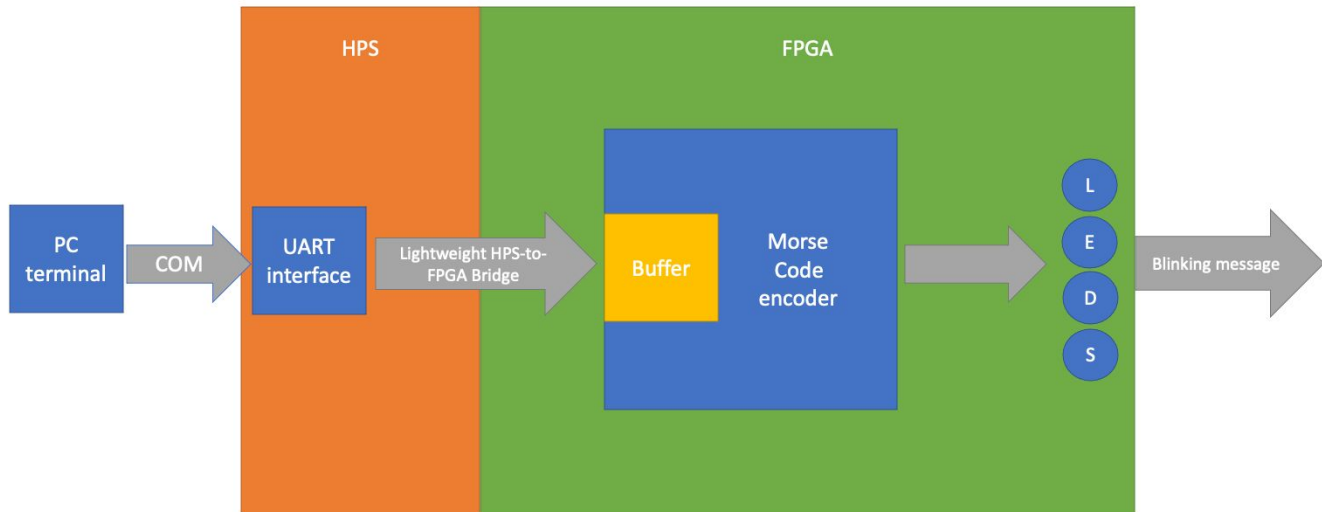 HPS
FPGA
PC
terminal
COM
UART
interface
Lightweight HPS-to-
FPGA Bridge
Buffer
Morse
Code
encoder
L
E
D
S
Blinking message